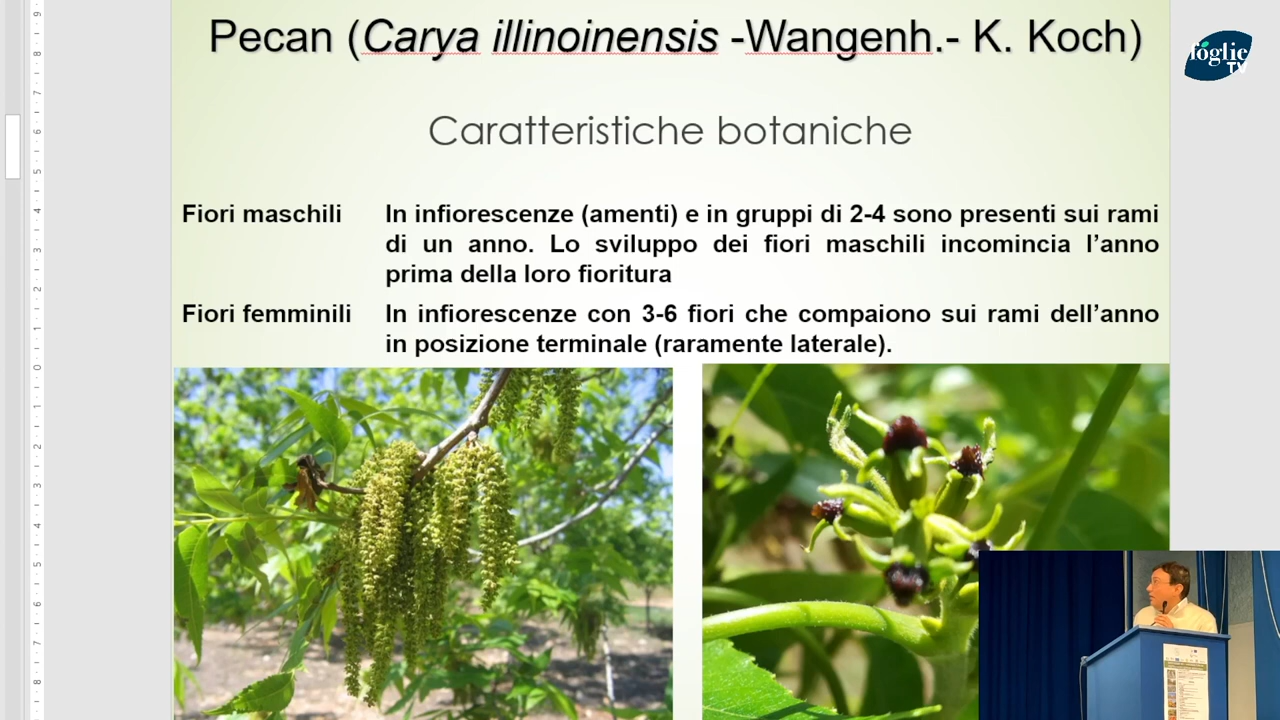 Pecan (Carya illinoinensis -Wangenh.- K. Koch)
foglie
TV
Caratteristiche botaniche
Fiori maschili
In infiorescenze (amenti) e in gruppi di 2-4 sono presenti sui rami
di un anno. Lo sviluppo dei fiori maschili incomincia l’anno
prima della loro fioritura
Fiori femminili
In infiorescenze con 3-6 fiori che compaiono sui rami dell’anno
in posizione terminale (raramente laterale).